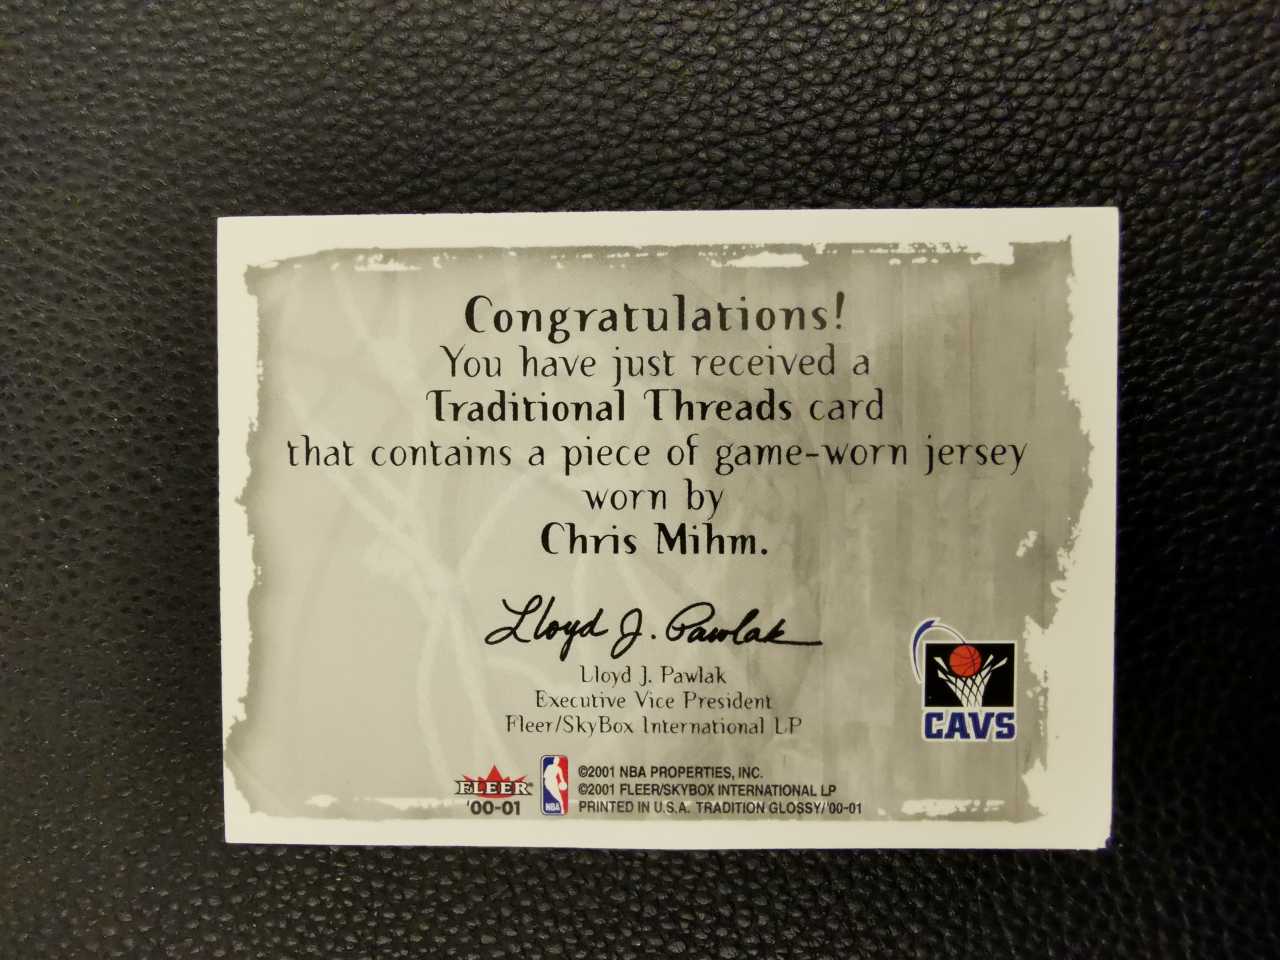 Congratulations!
You have just received a
Traditional Threads card
that contains a piece of game-worn jersey
worn by
Chris Mihm.
Lloyd J. Pawlak
Lloyd J. Pawlak
Executive Vice President
Fleer/SkyBox International LP
CAVS
FLEER
'00-01
NBA
©2001 NBA PROPERTIES, INC.
©2001 FLEER/SKYBOX INTERNATIONAL LP
PRINTED IN U.S.A. TRADITION GLOSSY/'00-01